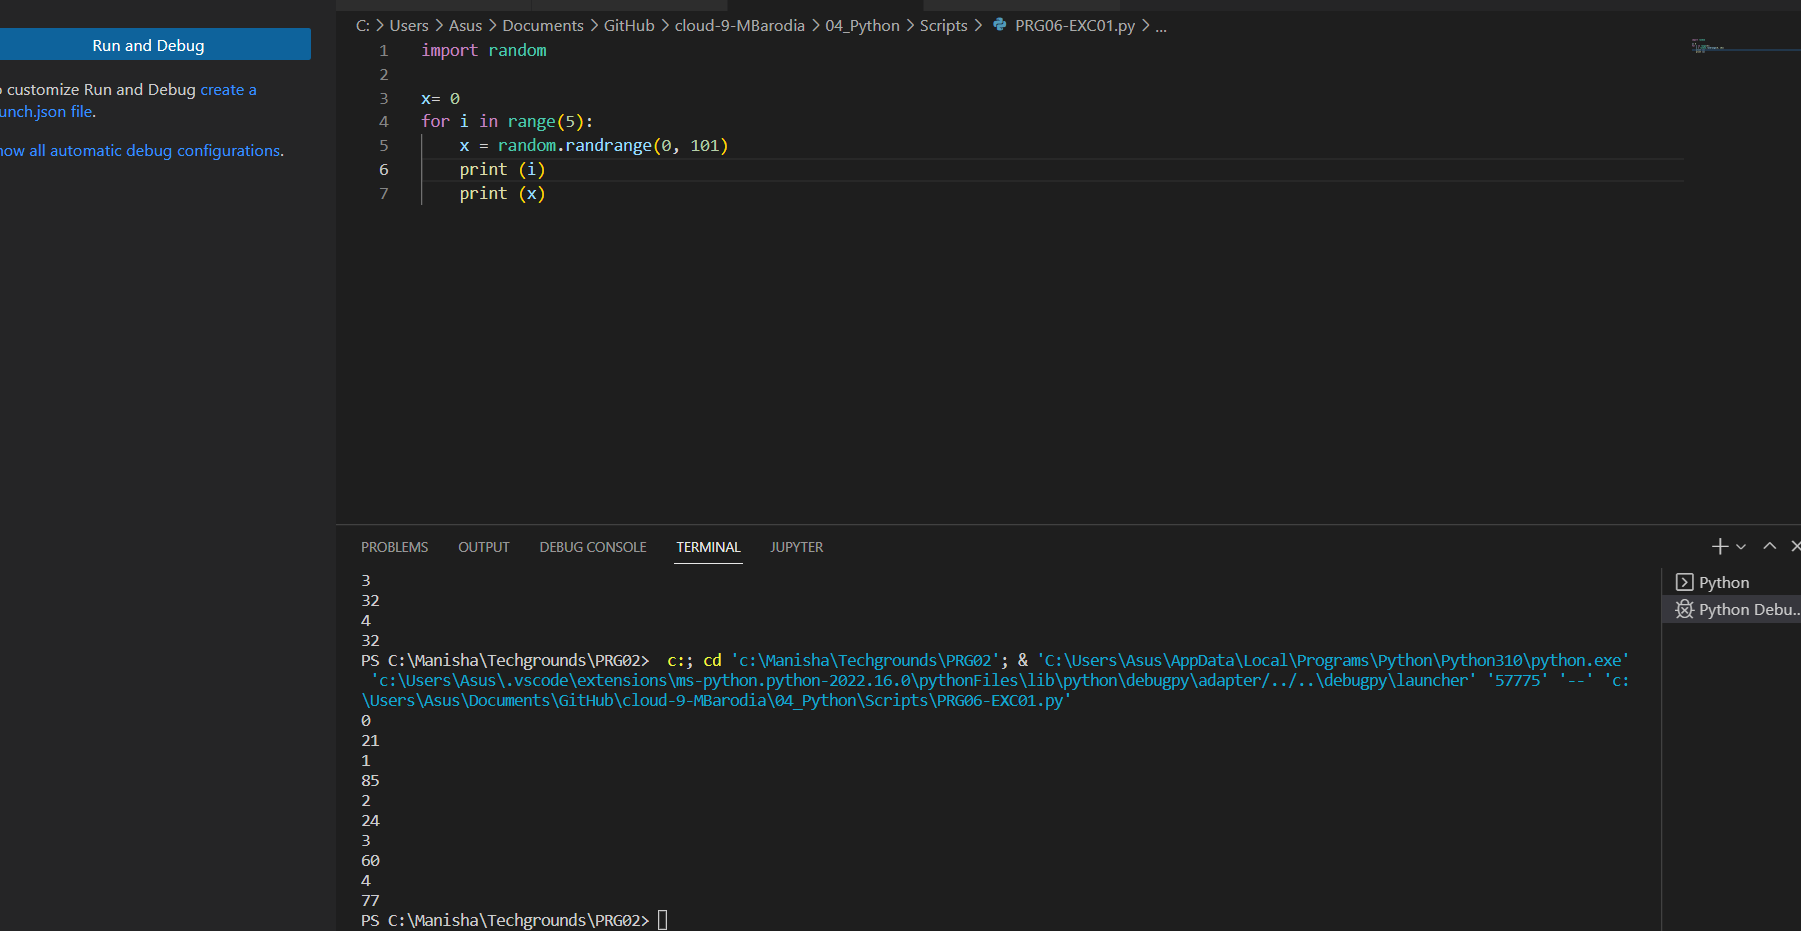 Run and Debug
o customize Run and Debug create a
unch.json file.
how all automatic debug configurations.
C: > Users > Asus > Documents > GitHub > cloud-9-MBarodia > 04_Python > Scripts > PRG06-EXC01.py > ...
1 import random
2
3 x= 0
4 for i in range(5):
5     x = random.randrange(0, 101)
6     print (i)
7     print (x)
PROBLEMS OUTPUT DEBUG CONSOLE TERMINAL JUPYTER
3
32
4
32
PS C:\Manisha\Techgrounds\PRG02>  c:; cd 'c:\Manisha\Techgrounds\PRG02'; & 'C:\Users\Asus\AppData\Local\Programs\Python\Python310\python.exe'
 'c:\Users\Asus\.vscode\extensions\ms-python.python-2022.16.0\pythonFiles\lib\python\debugpy\adapter/../..\debugpy\launcher' '57775' '--' 'c:
\Users\Asus\Documents\GitHub\cloud-9-MBarodia\04_Python\Scripts\PRG06-EXC01.py'
0
21
1
85
2
24
3
60
4
77
PS C:\Manisha\Techgrounds\PRG02>
Python
Python Debu...